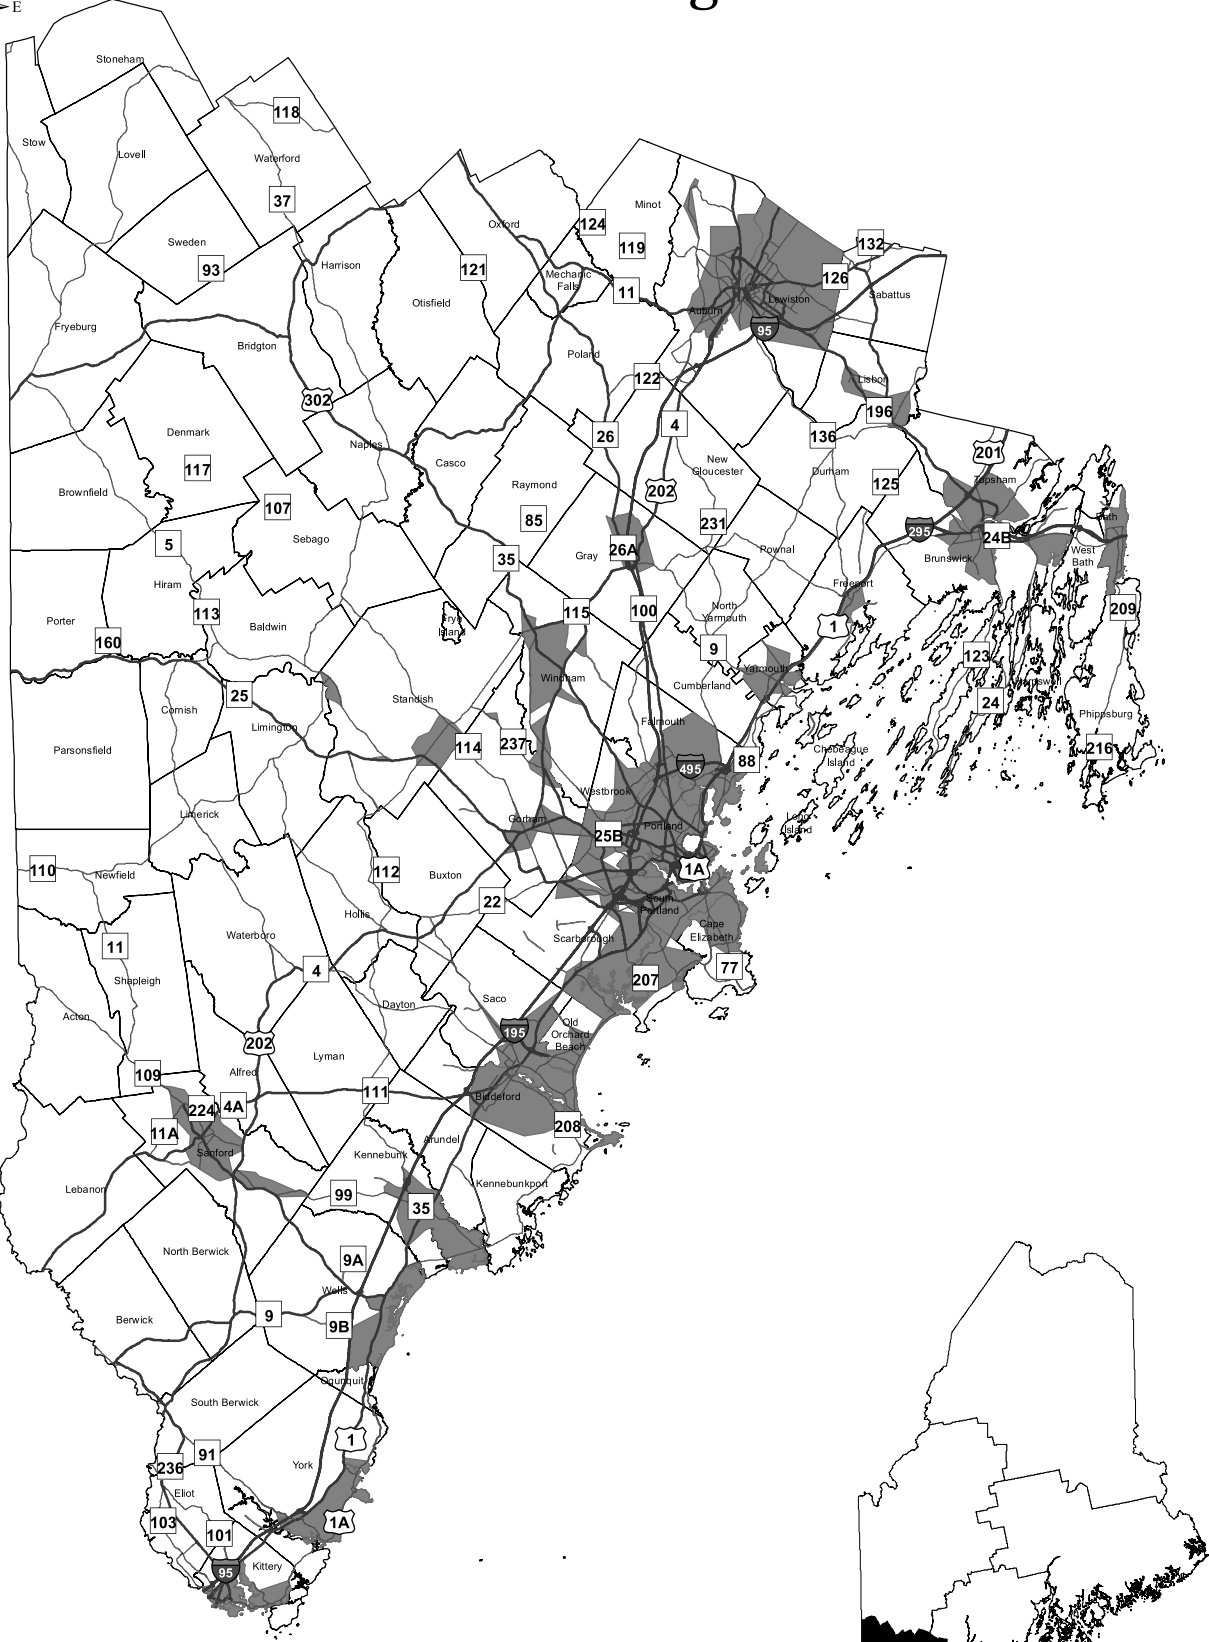 E
g
Stoneham
118
Stow
Lovell
Waterford
37
Minot
Oxford
124
119
Sweden
93
132
Harrison
121
Mechanic
Falls
126
11
Sabattus
Otisfield
Lewiston
Auburn
Fryeburg
95
Bridgton
Poland
122
Lisbon
302
196
4
Denmark
26
136
Naples
201
117
Casco
New
Gloucester
Durham
Topsham
Raymond
125
Brownfield
202
107
85
231
Bath
295
24B
Sebago
5
26A
Pownal
West
Bath
35
Gray
Brunswick
Hiram
Freeport
113
115
100
North
Yarmouth
209
Porter
Frye
Island
Baldwin
1
160
9
123
Yarmouth
Windham
Cumberland
25
Standish
24
Cornish
Phippsburg
Limington
Falmouth
Parsonsfield
114
237
216
Chebeague
Island
88
495
Westbrook
Limerick
Gorham
Portland
Long
Island
25B
110
112
1A
Newfield
Buxton
22
South
Portland
Hollis
Cape
Elizabeth
Waterboro
Scarborough
11
4
77
Shapleigh
207
Saco
Dayton
Acton
195
Old
Orchard
Beach
202
Lyman
109
Alfred
111
Biddeford
224
4A
208
11A
Arundel
Sanford
Kennebunk
Lebanon
99
Kennebunkport
35
North Berwick
9A
Wells
9
Berwick
9B
Ogunquit
South Berwick
1
91
236
York
Eliot
103
101
1A
95
Kittery